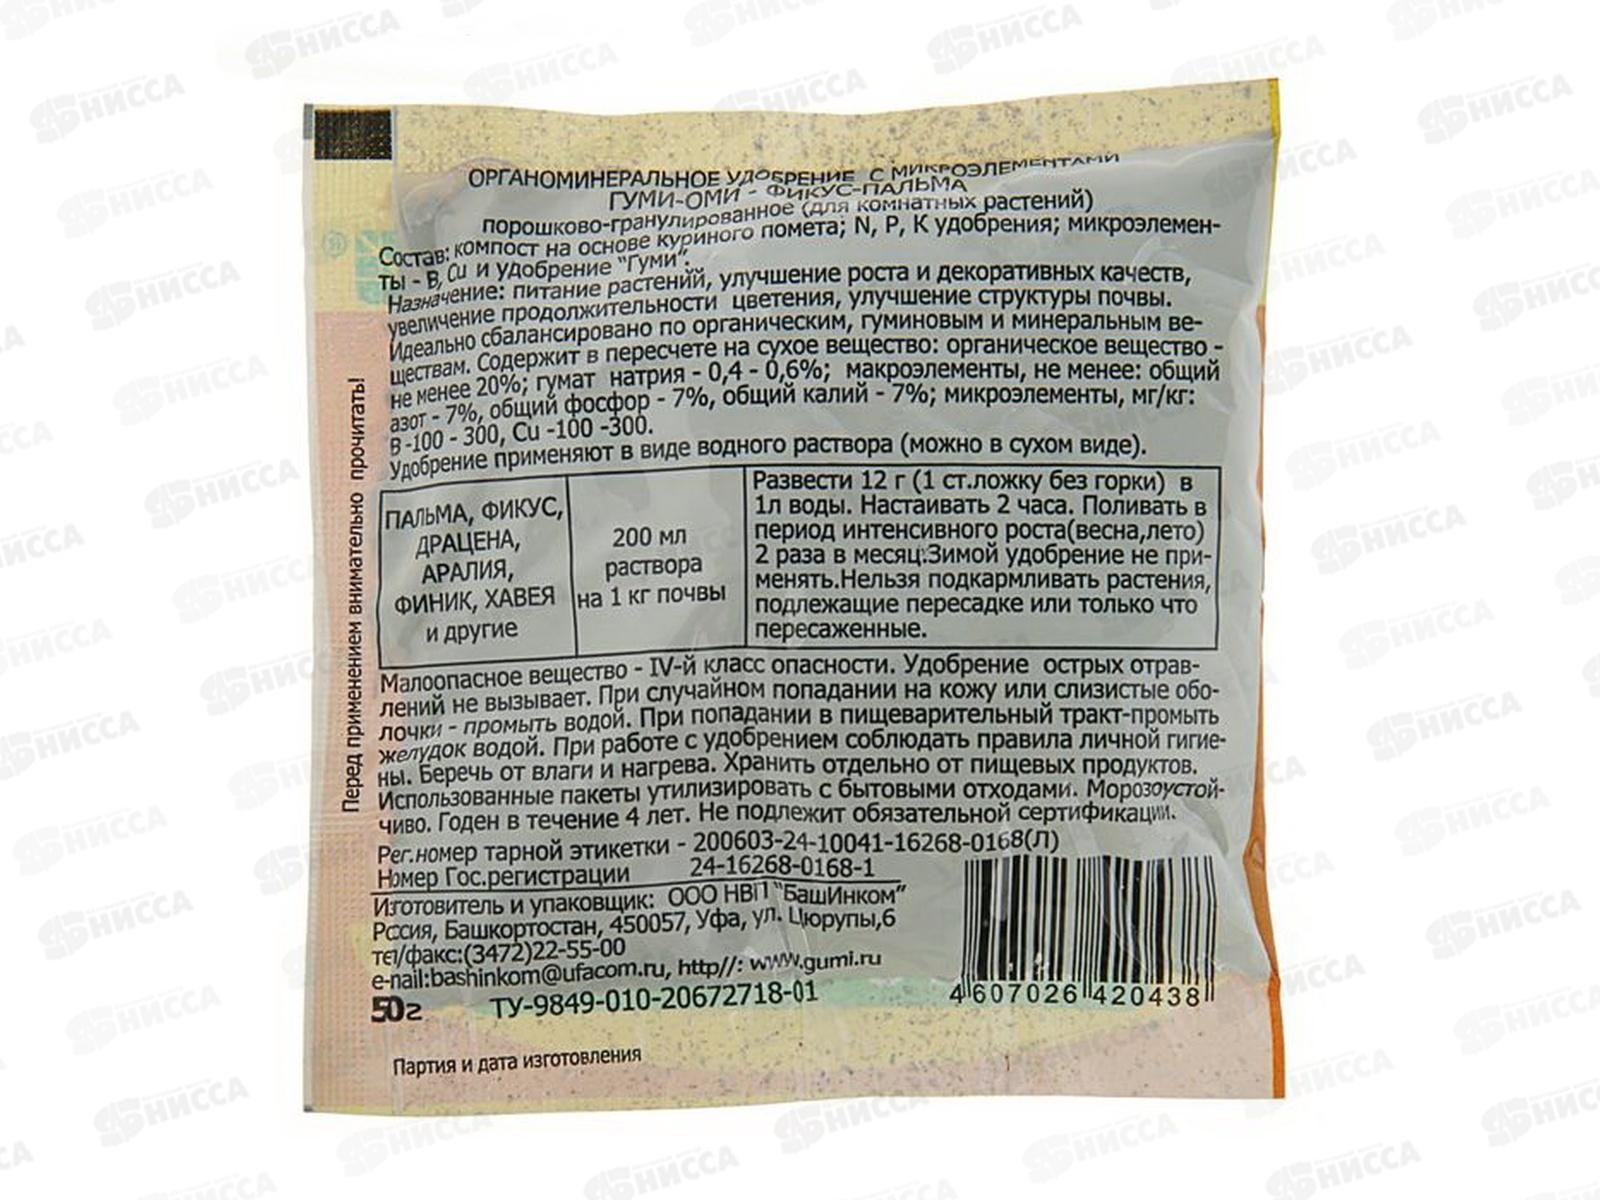 ОРГАНОМИНЕРАЛЬНОЕ УДОБРЕНИЕ С МИКРОЭЛЕМЕНТАМИ
ГУМИ-ОМИ - ФИКУС-ПАЛЬМА
порошково-гранулированное (для комнатных растений)
Состав: компост на основе куриного помета; N, P, K удобрения; микроэлемен-
ты - B, Cu и удобрение "Гуми".
Назначение: питание растений, улучшение роста и декоративных качеств,
увеличение продолжительности цветения, улучшение структуры почвы.
Идеально сбалансировано по органическим, гуминовым и минеральным ве-
ществам. Содержит в пересчете на сухое вещество: органическое вещество -
не менее 20%; гумат натрия - 0,4 - 0,6%; макроэлементы, не менее: общий
азот - 7%, общий фосфор - 7%, общий калий - 7%; микроэлементы, мг/кг:
В -100 - 300, Cu -100 -300.
Удобрение применяют в виде водного раствора (можно в сухом виде).
ПАЛЬМА, ФИКУС,
ДРАЦЕНА,
АРАЛИЯ,
ФИНИК, ХАВЕЯ
и другие
200 мл
раствора
на 1 кг почвы
Развести 12 г (1 ст.ложку без горки) в
1л воды. Настаивать 2 часа. Поливать в
период интенсивного роста(весна,лето)
2 раза в месяц.Зимой удобрение не при-
менять.Нельзя подкармливать растения,
подлежащие пересадке или только что
пересаженные.
Малоопасное вещество - IV-й класс опасности. Удобрение острых отрав-
лений не вызывает. При случайном попадании на кожу или слизистые обо-
лочки - промыть водой. При попадании в пищеварительный тракт-промыть
желудок водой. При работе с удобрением соблюдать правила личной гигие-
ны. Беречь от влаги и нагрева. Хранить отдельно от пищевых продуктов.
Использованные пакеты утилизировать с бытовыми отходами. Морозоустой-
чиво. Годен в течение 4 лет. Не подлежит обязательной сертификации.
Рег.номер тарной этикетки - 200603-24-10041-16268-0168(Л)
Номер Гос.регистрации 24-16268-0168-1
Изготовитель и упаковщик: ООО НВП "БашИнком"
Россия, Башкортостан, 450057, Уфа, ул. Цюрупы,6
тел/факс:(3472)22-55-00
e-mail:bashinkom@ufacom.ru, http//: www.gumi.ru
50г ТУ-9849-010-20672718-01
4 607026 420438
Партия и дата изготовления
Перед применением внимательно прочитать!
НИССА